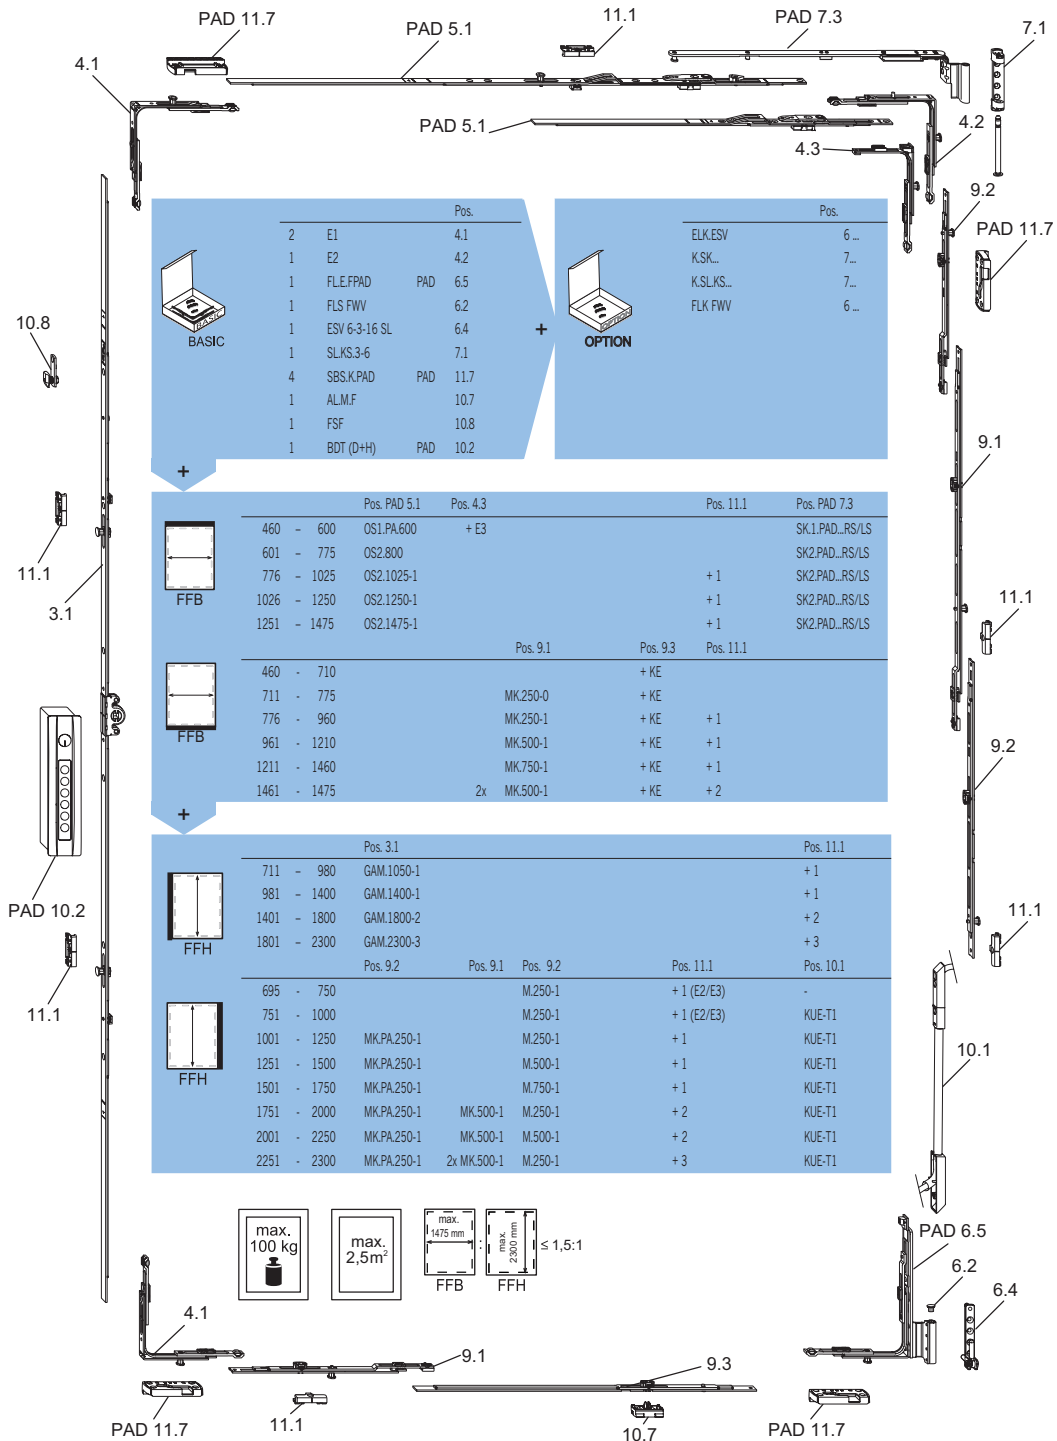 PAD 11.7
PAD 5.1
11.1
PAD 7.3
7.1
4.1
PAD 5.1
4.2
4.3
9.2
PAD 11.7
Pos.
2 E1 4.1
1 E2 4.2
1 FL.E.FPAD PAD 6.5
1 FLS FWV 6.2
1 ESV 6-3-16 SL 6.4
1 SL.KS.3-6 7.1
4 SBS.K.PAD PAD 11.7
1 AL.M.F 10.7
1 FSF 10.8
1 BDT (D+H) PAD 10.2
BASIC
BASIC
+
Pos.
ELK.ESV 6 ...
K.SK... 7...
K.SL.KS... 7...
FLK FWV 6 ...
OPTION
OPTION
10.8
+
11.1
3.1
9.1
11.1
9.2
Pos. PAD 5.1 Pos. 4.3 Pos. 11.1 Pos. PAD 7.3
460 – 600 OS1.PA.600 + E3 SK.1.PAD...RS/LS
601 – 775 OS2.800 SK2.PAD...RS/LS
776 – 1025 OS2.1025-1 + 1 SK2.PAD...RS/LS
1026 – 1250 OS2.1250-1 + 1 SK2.PAD...RS/LS
1251 – 1475 OS2.1475-1 + 1 SK2.PAD...RS/LS
FFB
Pos. 9.1 Pos. 9.3 Pos. 11.1
460 - 710 + KE
711 - 775 MK.250-0 + KE
776 - 960 MK.250-1 + KE + 1
961 - 1210 MK.500-1 + KE + 1
1211 - 1460 MK.750-1 + KE + 1
1461 - 1475 2x MK.500-1 + KE + 2
FFB
+
PAD 10.2
11.1
11.1
10.1
Pos. 3.1 Pos. 11.1
711 – 980 GAM.1050-1 + 1
981 – 1400 GAM.1400-1 + 1
1401 – 1800 GAM.1800-2 + 2
1801 – 2300 GAM.2300-3 + 3
FFH
Pos. 9.2 Pos. 9.1 Pos. 9.2 Pos. 11.1 Pos. 10.1
695 - 750 M.250-1 + 1 (E2/E3) -
751 - 1000 M.250-1 + 1 (E2/E3) KUE-T1
1001 - 1250 MK.PA.250-1 M.250-1 + 1 KUE-T1
1251 - 1500 MK.PA.250-1 M.500-1 + 1 KUE-T1
1501 - 1750 MK.PA.250-1 M.750-1 + 1 KUE-T1
1751 - 2000 MK.PA.250-1 MK.500-1 M.250-1 + 2 KUE-T1
2001 - 2250 MK.PA.250-1 MK.500-1 M.500-1 + 2 KUE-T1
2251 - 2300 MK.PA.250-1 2x MK.500-1 M.250-1 + 3 KUE-T1
FFH
max.
100 kg
max.
2,5m²
max.
1475 mm
FFB
:
max.
2300 mm
FFH
≤ 1,5:1
PAD 6.5
6.2
6.4
4.1
9.1
9.3
PAD 11.7
11.1
10.7
PAD 11.7